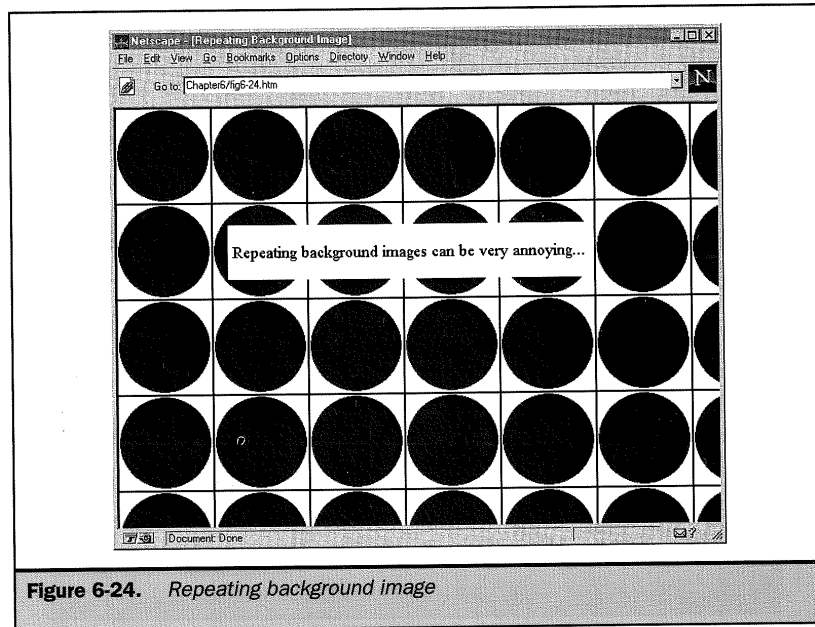 Netscape - [Repeating Background Image]
File Edit View Go Bookmarks Options Directory Window Help
Go to: Chapter6/fig6-24.htm
N
Repeating background images can be very annoying...
Document: Done
?
Figure 6-24. Repeating background image